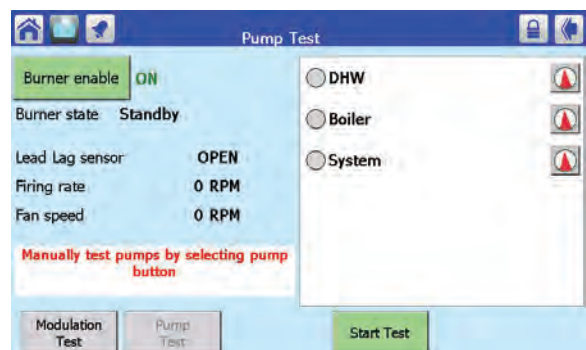 Pump Test
Burner enable ON
Burner state Standby
Lead Lag sensor OPEN
Firing rate 0 RPM
Fan speed 0 RPM
Manually test pumps by selecting pump
button
DHW
Boiler
System
Modulation
Test
Pump
Test
Start Test